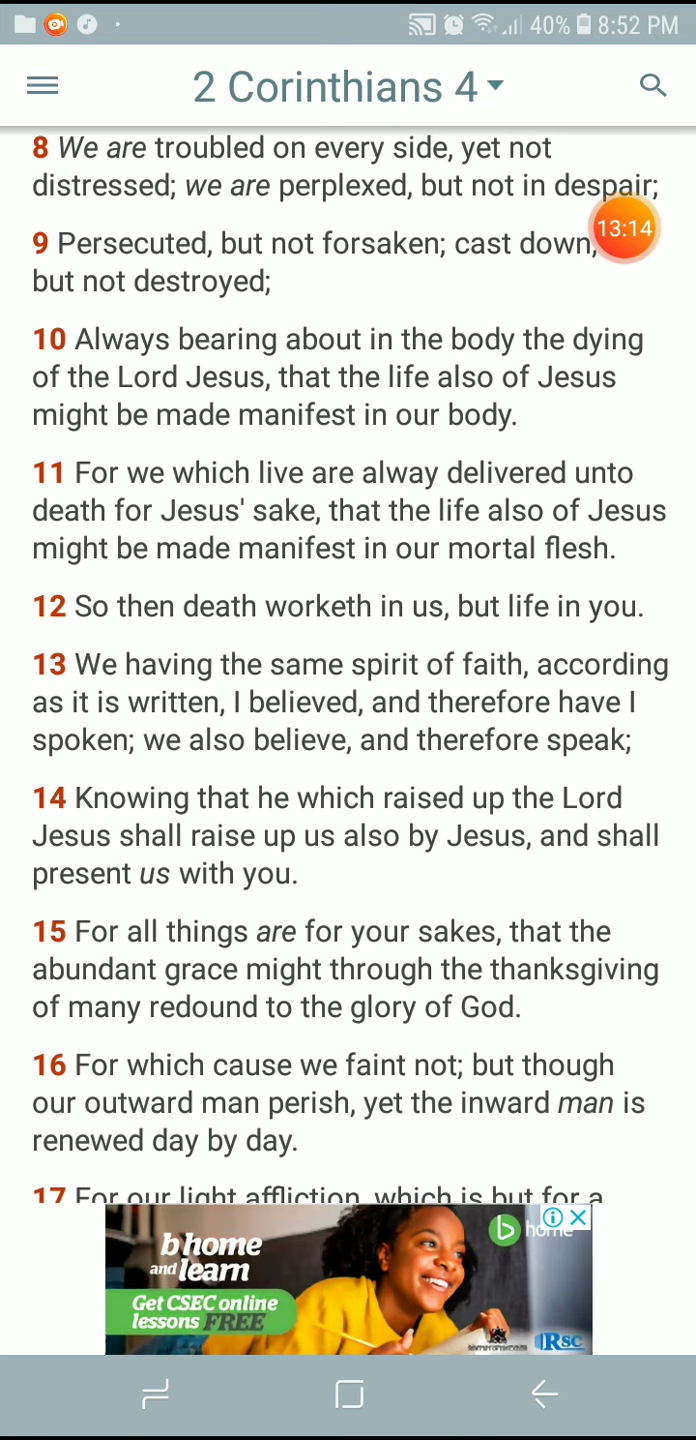 40% 8:52 PM
2 Corinthians 4
8 We are troubled on every side, yet not
distressed; we are perplexed, but not in despair;
13:14
9 Persecuted, but not forsaken; cast down,
but not destroyed;
10 Always bearing about in the body the dying
of the Lord Jesus, that the life also of Jesus
might be made manifest in our body.
11 For we which live are alway delivered unto
death for Jesus' sake, that the life also of Jesus
might be made manifest in our mortal flesh.
12 So then death worketh in us, but life in you.
13 We having the same spirit of faith, according
as it is written, I believed, and therefore have I
spoken; we also believe, and therefore speak;
14 Knowing that he which raised up the Lord
Jesus shall raise up us also by Jesus, and shall
present us with you.
15 For all things are for your sakes, that the
abundant grace might through the thanksgiving
of many redound to the glory of God.
16 For which cause we faint not; but though
our outward man perish, yet the inward man is
renewed day by day.
17 For our light affliction, which is but for a
b home
and learn
Get CSEC online
lessons FREE
b home
RSC